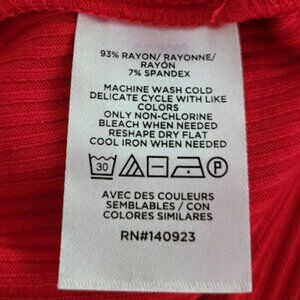 93% RAYON/ RAYONNE/
RAYÓN
7% SPANDEX
MACHINE WASH COLD
DELICATE CYCLE WITH LIKE
COLORS
ONLY NON-CHLORINE
BLEACH WHEN NEEDED
RESHAPE DRY FLAT
COOL IRON WHEN NEEDED
30 P
AVEC DES COULEURS
SEMBLABLES / CON
COLORES SIMILARES
RN#140923